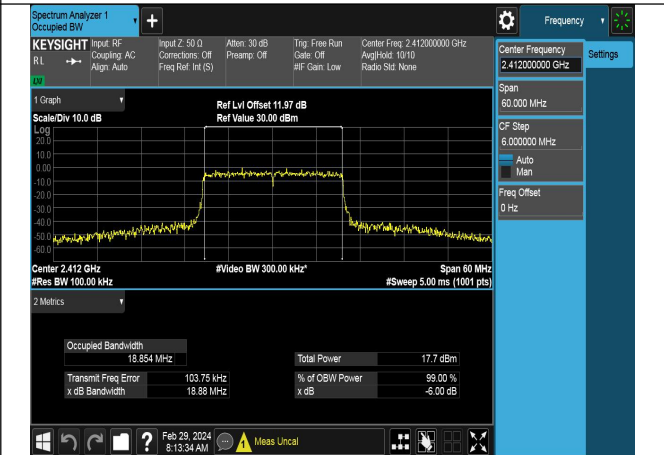 Spectrum Analyzer 1
Occupied BW
+
Frequency
KEYSIGHT
RL
Input: RF
Coupling: AC
Align: Auto
Input Z: 50 Ω
Corrections: Off
Freq Ref: Int (S)
Atten: 30 dB
Preamp: Off
Trig: Free Run
Gate: Off
#IF Gain: Low
Center Freq: 2.412000000 GHz
Avg|Hold: 10/10
Radio Std: None
Center Frequency
2.412000000 GHz
Settings
Span
60.000 MHz
CF Step
6.000000 MHz
Auto
Man
Freq Offset
0 Hz
1 Graph
Scale/Div 10.0 dB
Ref Lvl Offset 11.97 dB
Ref Value 30.00 dBm
Log
20.0
10.0
0.00
-10.0
-20.0
-30.0
-40.0
-50.0
-60.0
Center 2.412 GHz
#Res BW 100.00 kHz
#Video BW 300.00 kHz*
Span 60 MHz
#Sweep 5.00 ms (1001 pts)
2 Metrics
Occupied Bandwidth
18.854 MHz
Total Power 17.7 dBm
Transmit Freq Error 103.75 kHz
% of OBW Power 99.00 %
x dB Bandwidth 18.88 MHz
x dB -6.00 dB
?
Feb 29, 2024
8:13:34 AM
Meas Uncal